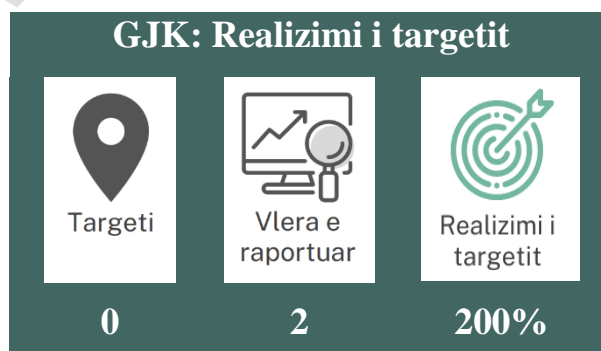 GJK: Realizimi i targetit
Targeti
Vlera e
raportuar
Realizimi i
targetit
0 2 200%